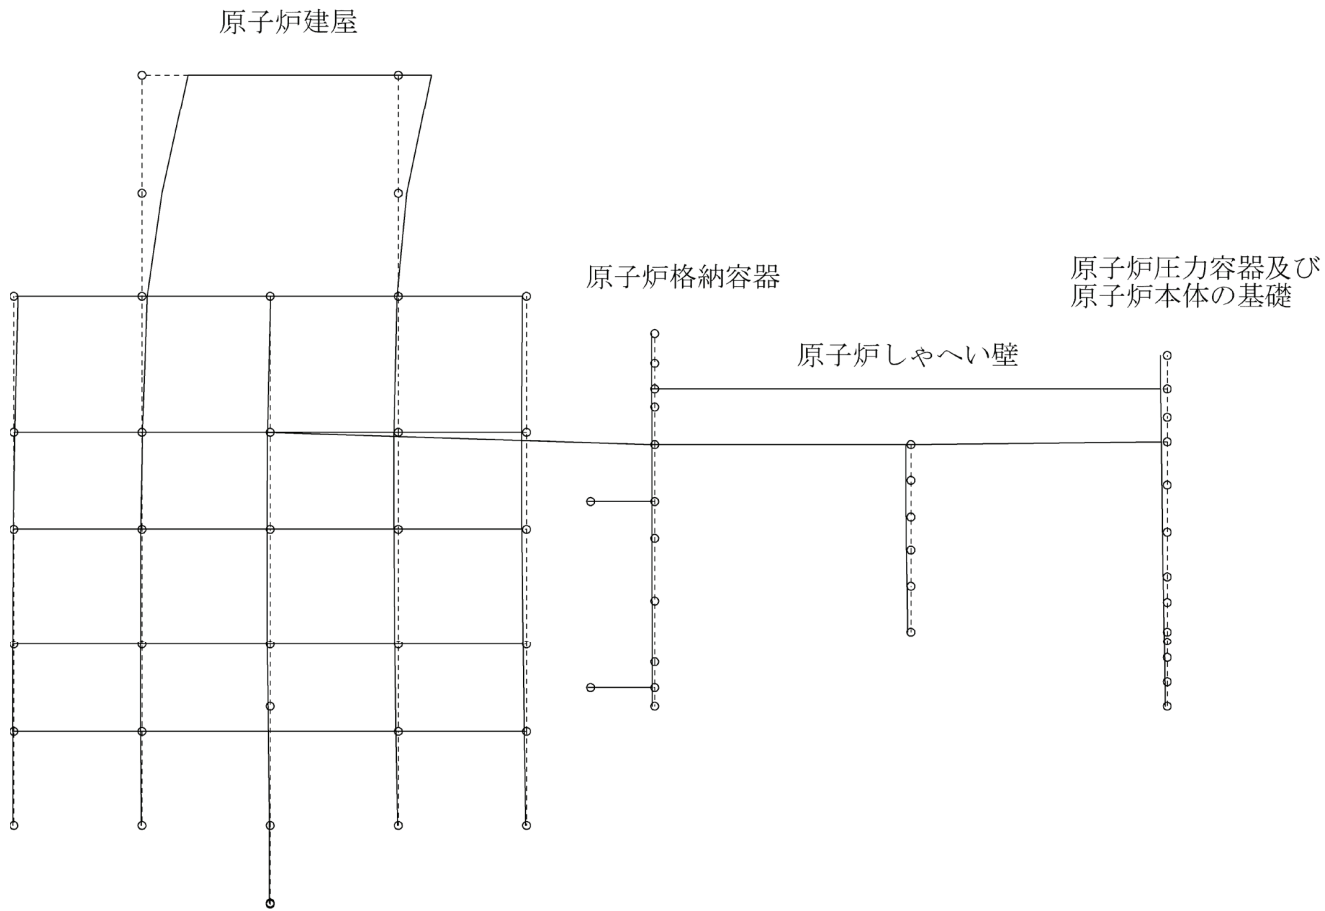 原子炉建屋
原子炉格納容器
原子炉圧力容器及び
原子炉本体の基礎
原子炉しゃへい壁